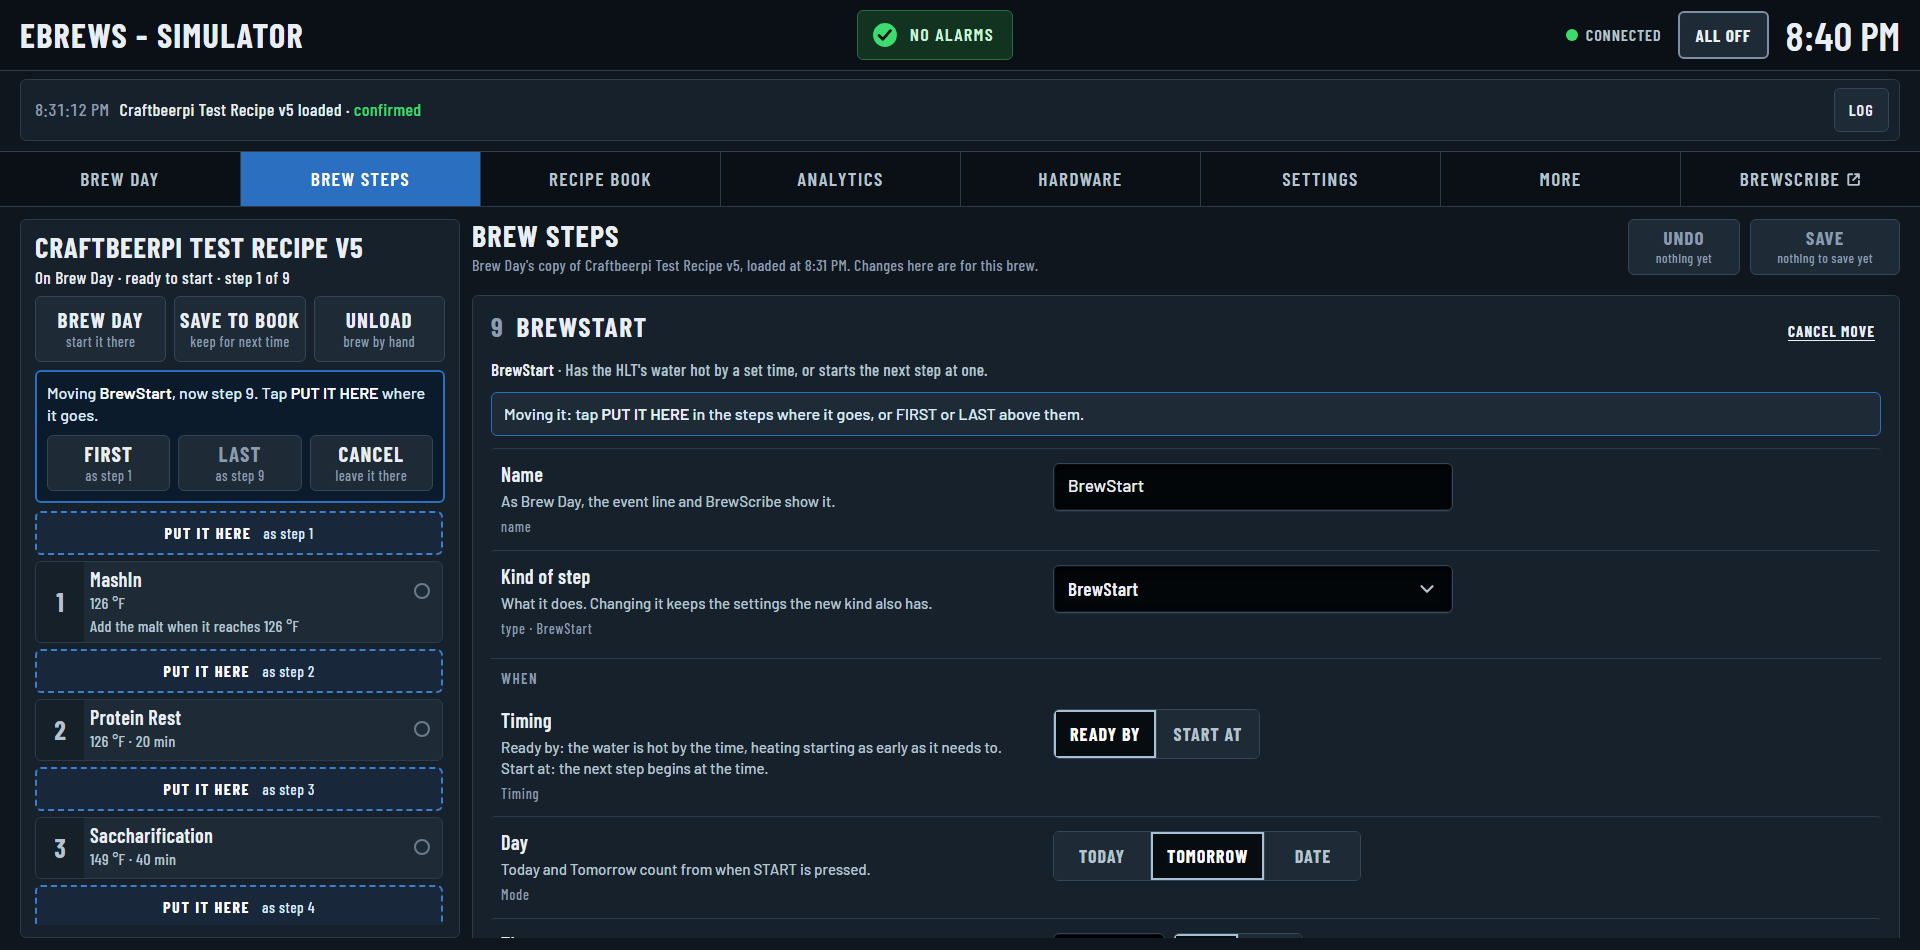 EBREWS - SIMULATOR
NO ALARMS
CONNECTED
ALL OFF
8:40 PM
8:31:12 PM Craftbeerpi Test Recipe v5 loaded · confirmed
LOG
BREW DAY
BREW STEPS
RECIPE BOOK
ANALYTICS
HARDWARE
SETTINGS
MORE
BREWSCRIBE
CRAFTBEERPI TEST RECIPE V5
On Brew Day · ready to start · step 1 of 9
BREW DAY
start it there
SAVE TO BOOK
keep for next time
UNLOAD
brew by hand
Moving BrewStart, now step 9. Tap PUT IT HERE where
it goes.
FIRST
as step 1
LAST
as step 9
CANCEL
leave it there
PUT IT HERE as step 1
1
MashIn
126 °F
Add the malt when it reaches 126 °F
PUT IT HERE as step 2
2
Protein Rest
126 °F · 20 min
PUT IT HERE as step 3
3
Saccharification
149 °F · 40 min
PUT IT HERE as step 4
BREW STEPS
Brew Day's copy of Craftbeerpi Test Recipe v5, loaded at 8:31 PM. Changes here are for this brew.
UNDO
nothing yet
SAVE
nothing to save yet
9 BREWSTART
CANCEL MOVE
BrewStart · Has the HLT's water hot by a set time, or starts the next step at one.
Moving it: tap PUT IT HERE in the steps where it goes, or FIRST or LAST above them.
Name
As Brew Day, the event line and BrewScribe show it.
name
BrewStart
Kind of step
What it does. Changing it keeps the settings the new kind also has.
type · BrewStart
BrewStart
WHEN
Timing
Ready by: the water is hot by the time, heating starting as early as it needs to.
Start at: the next step begins at the time.
Timing
READY BY
START AT
Day
Today and Tomorrow count from when START is pressed.
Mode
TODAY
TOMORROW
DATE